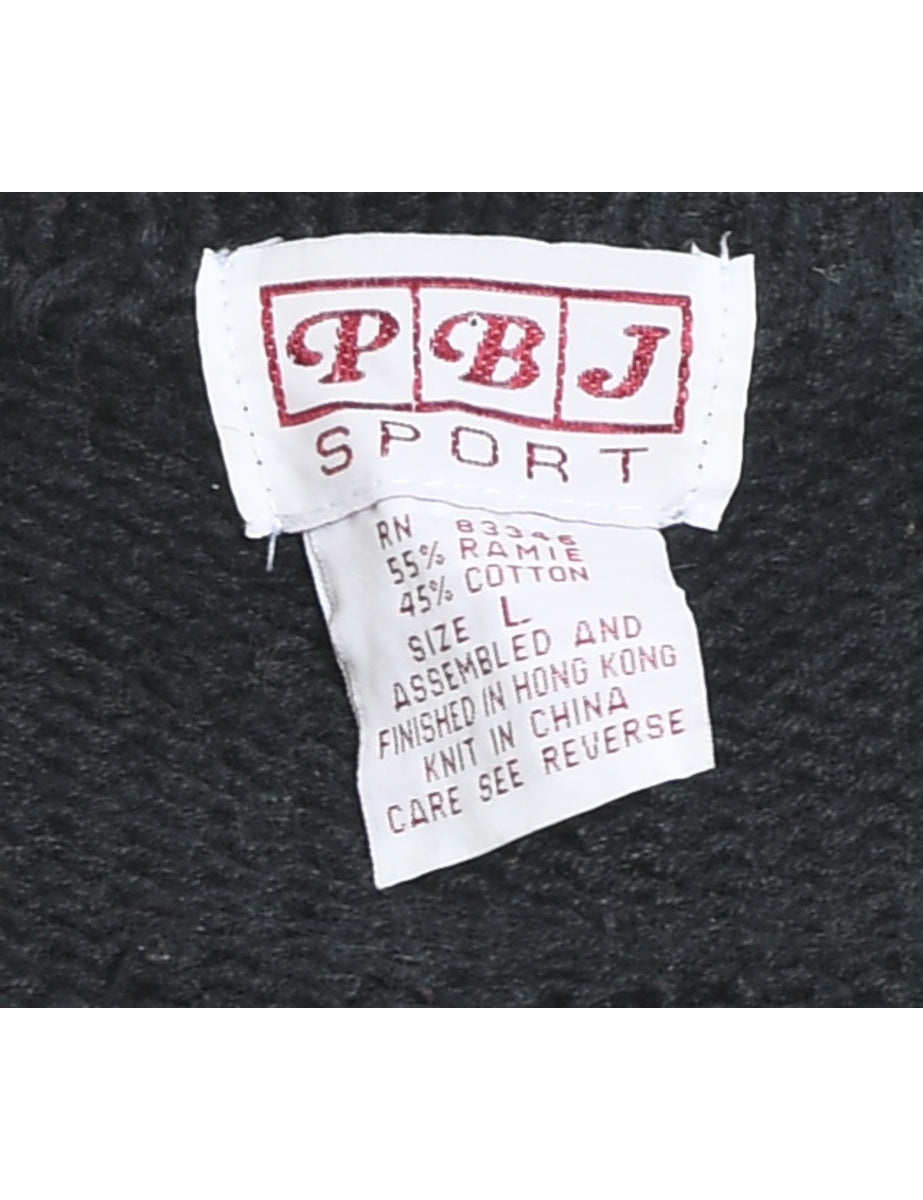 PBJ
SPORT
RN 83346
55% RAMIE
45% COTTON
SIZE L
ASSEMBLED AND
FINISHED IN HONG KONG
KNIT IN CHINA
CARE SEE REVERSE